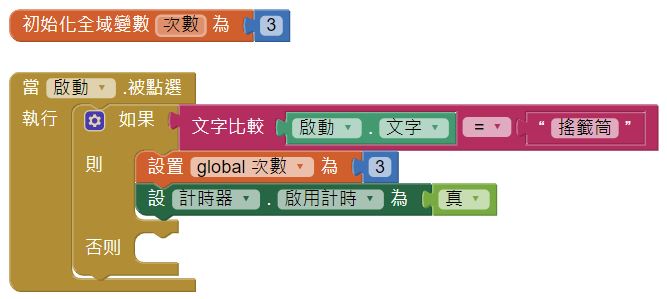 初始化全域變數 次數 為 3
當 啟動 .被點選
執行 如果 文字比較 啟動 . 文字 = “ 搖籤筒 ”
則 設置 global 次數 為 3
設 計時器 . 啟用計時 為 真
否則